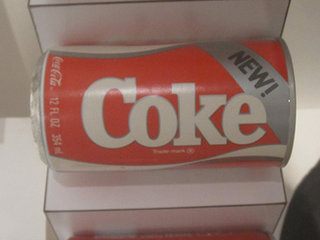 Coca-Cola 12 FL OZ 354 mL
Coke
NEW!
Trade-mark ®